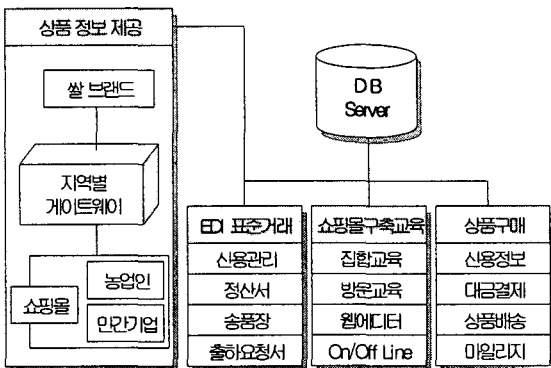 상품 정보 제공
쌀 브랜드
지역별
게이트웨이
쇼핑몰
농업인
민간기업
DB
Server
EDI 표준거래
신용관리
정산서
송품장
출하요청서
쇼핑몰구축교육
집합교육
방문교육
웹에디터
On/Off Line
상품구매
신용정보
대금결제
상품배송
마일리지